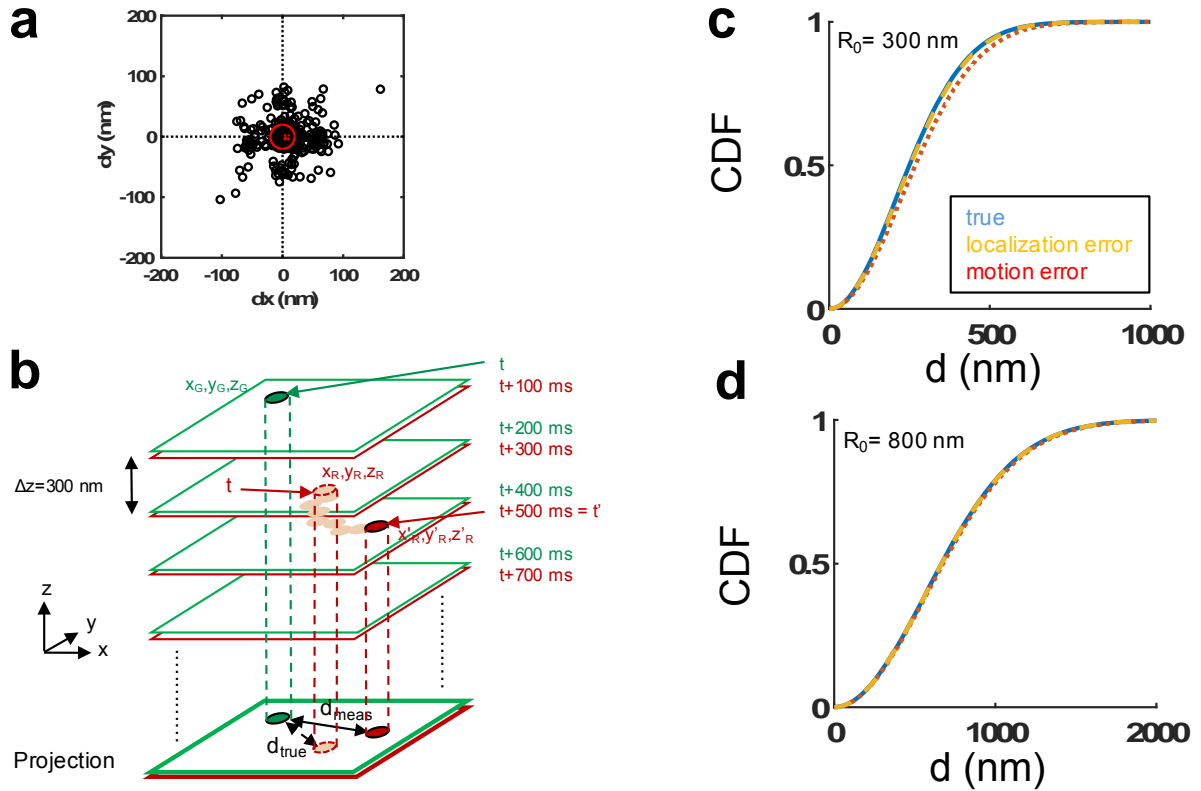 a
200
100
0
-100
-200
dy (nm)
-200
-100
0
100
200
dx (nm)
b
xG,yG,zG
t
t+100 ms
t+200 ms
t+300 ms
Δz=300 nm
t
xR,yR,zR
t+400 ms
t+500 ms = t'
x'R,y'R,z'R
t+600 ms
t+700 ms
z
y
x
dmeas
dtrue
Projection
c
1
R0= 300 nm
CDF
0.5
true
localization error
motion error
0
0
500
1000
d (nm)
d
1
R0= 800 nm
CDF
0.5
0
0
1000
2000
d (nm)